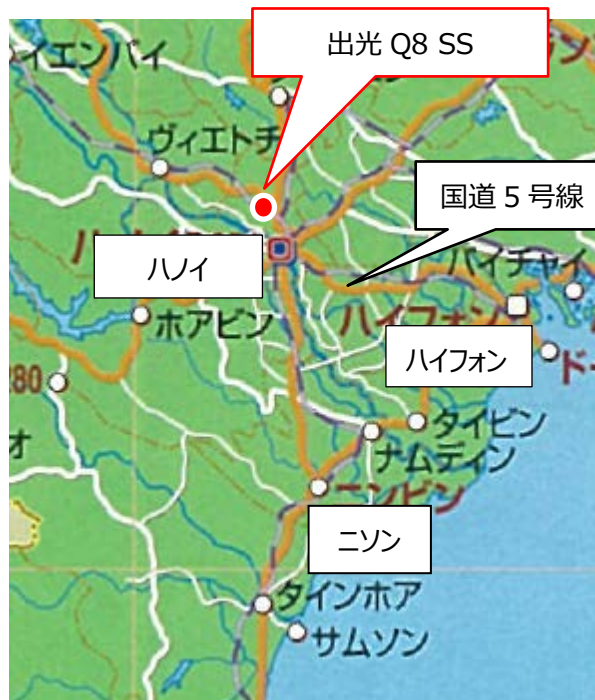 出光 Q8 SS
イエンバイ
ヴィエトチ
国道 5 号線
ハノイ
バイチャイ
ホアビン
ハイフォン
ハイフォン
280
タイビン
ナムディン
ニンビン
ニソン
タインホア
サムソン